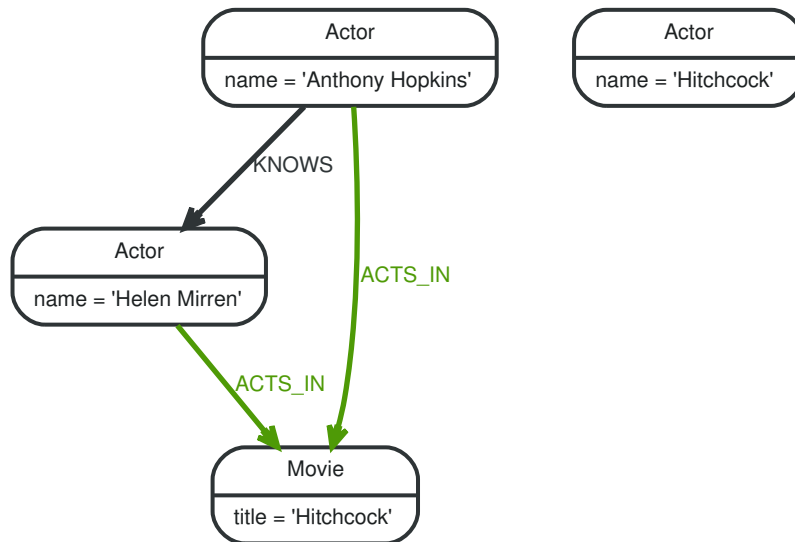 Actor
name = 'Anthony Hopkins'
Actor
name = 'Hitchcock'
KNOWS
Actor
name = 'Helen Mirren'
ACTS_IN
ACTS_IN
Movie
title = 'Hitchcock'